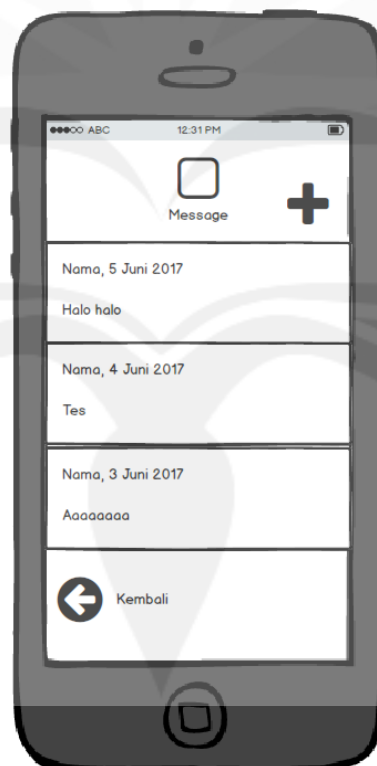 ABC 12:31 PM
Message
Nama, 5 Juni 2017
Halo halo
Nama, 4 Juni 2017
Tes
Nama, 3 Juni 2017
Aaaaaaaa
Kembali